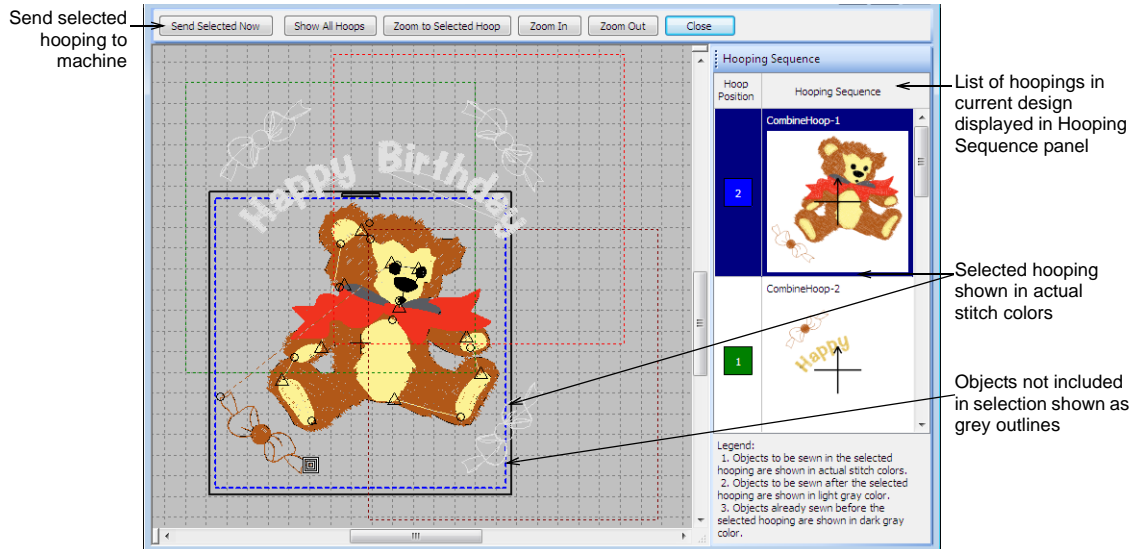 Send selected
hooping to
machine
Send Selected Now
Show All Hoops
Zoom to Selected Hoop
Zoom In
Zoom Out
Close
Happy Birthday
Hooping Sequence
Hoop
Position
Hooping Sequence
CombineHoop-1
2
CombineHoop-2
Happy
1
Legend:
1. Objects to be sewn in the selected
hooping are shown in actual stitch colors.
2. Objects to be sewn after the selected
hooping are shown in light gray color.
3. Objects already sewn before the
selected hooping are shown in dark gray
color.
List of hoopings in
current design
displayed in Hooping
Sequence panel
Selected hooping
shown in actual
stitch colors
Objects not included
in selection shown as
grey outlines